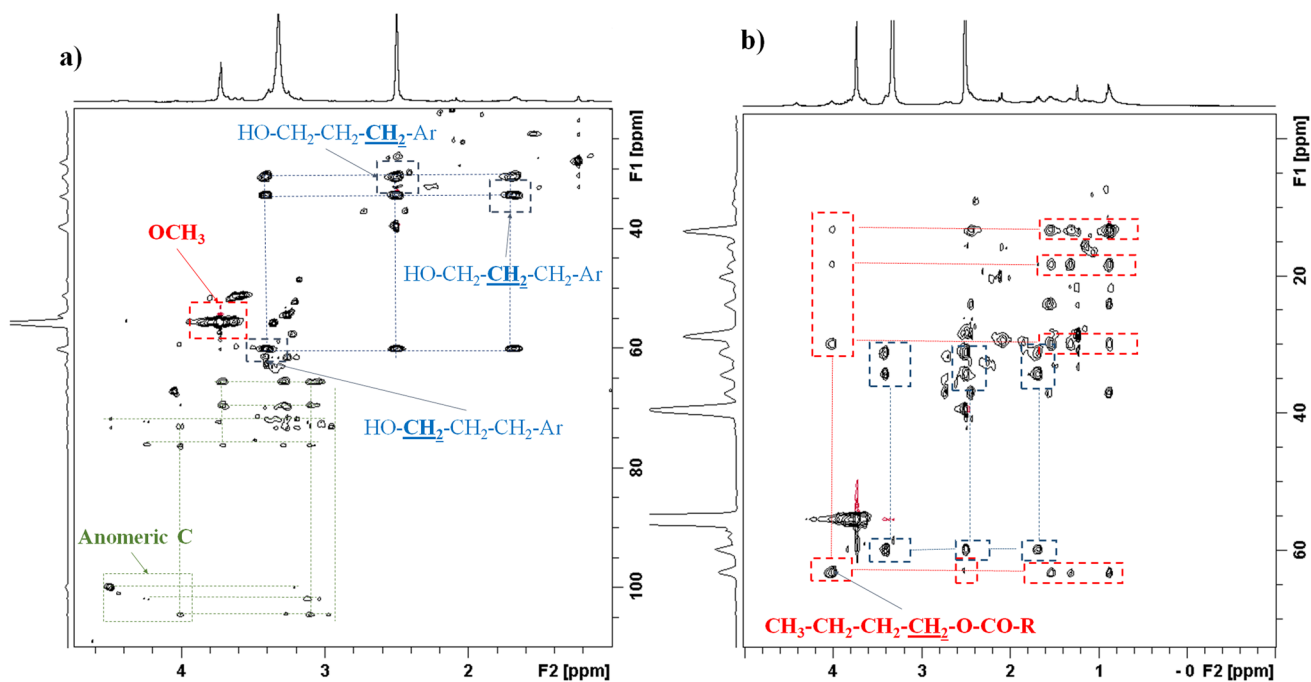 a)
HO-CH₂-CH₂-CH₂-Ar
OCH₃
HO-CH₂-CH₂-CH₂-Ar
HO-CH₂-CH₂-CH₂-Ar
Anomeric C
40
60
80
100
F1 [ppm]
4
3
2
F2 [ppm]
b)
CH₃-CH₂-CH₂-CH₂-O-CO-R
F1 [ppm]
20
40
60
4
3
2
1
- 0
F2 [ppm]